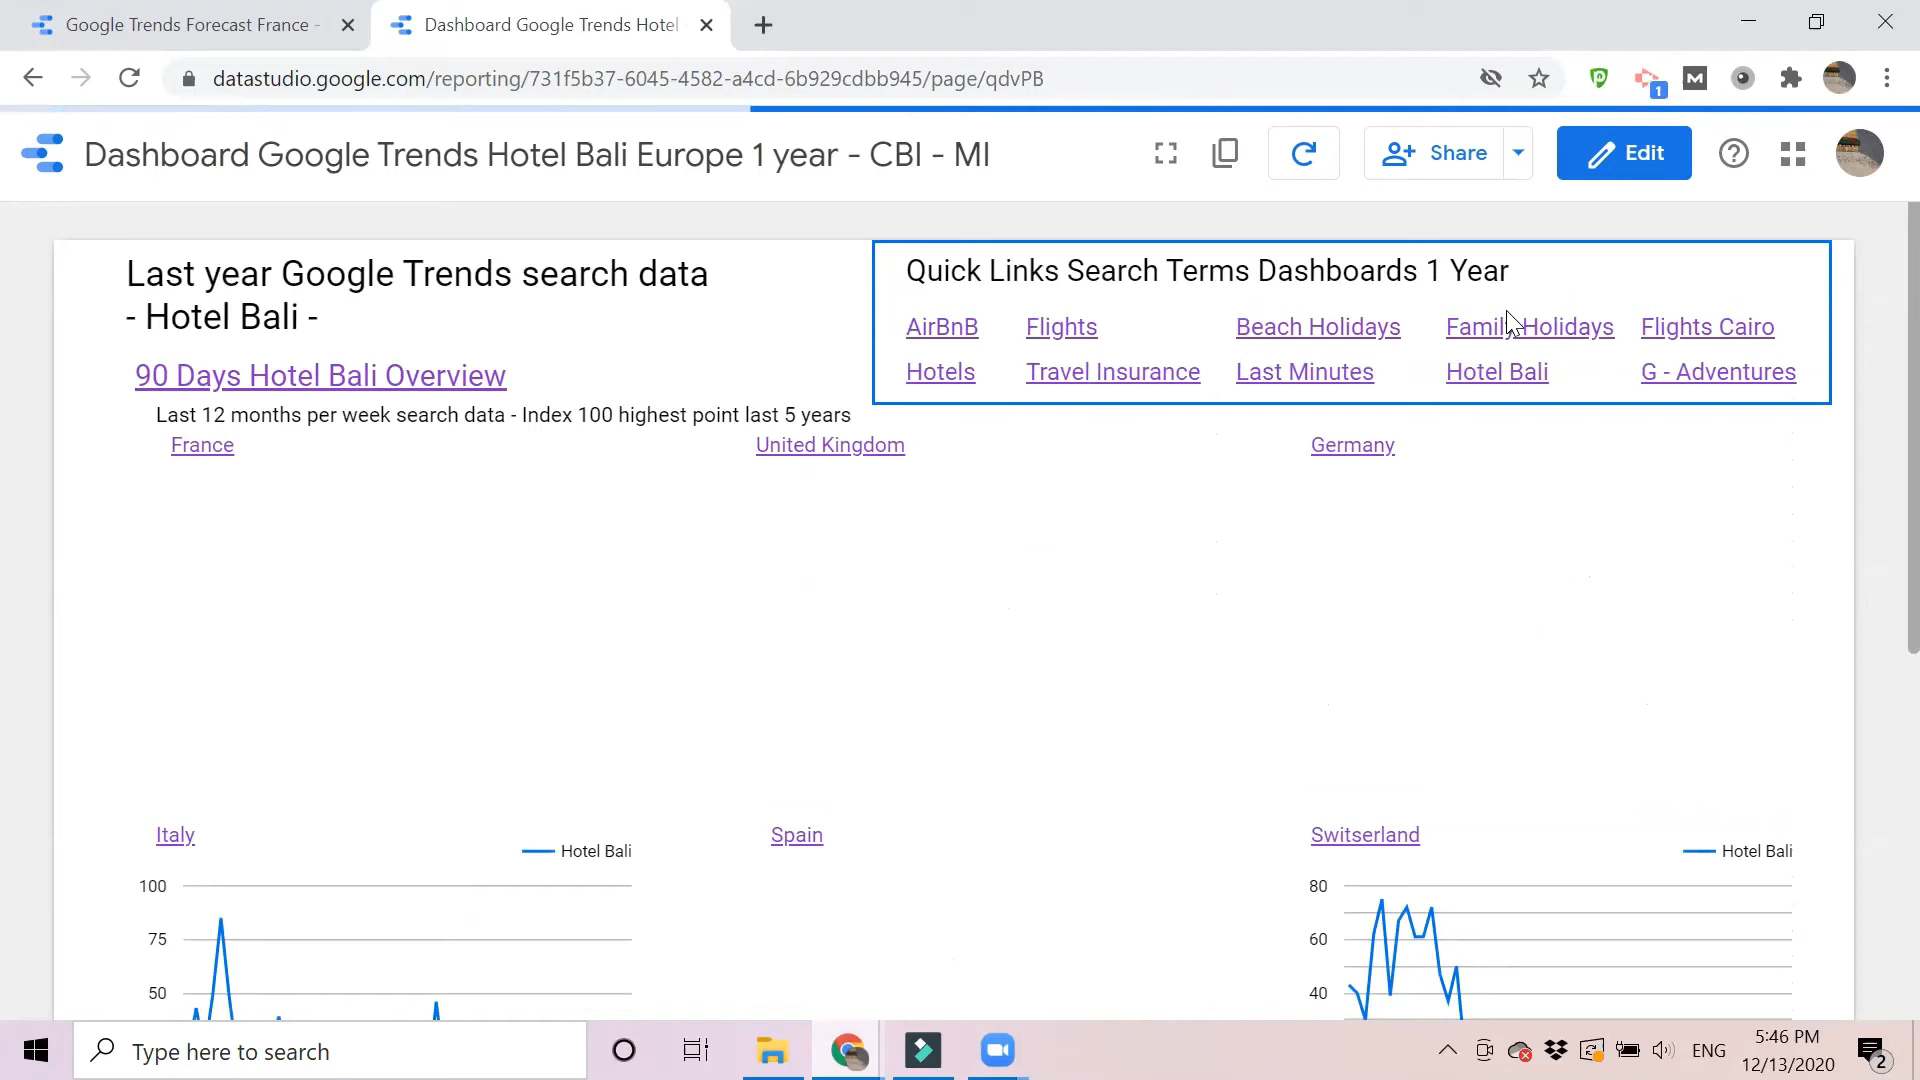 Google Trends Forecast France -
Dashboard Google Trends Hotel
datastudio.google.com/reporting/731f5b37-6045-4582-a4cd-6b929cdbb945/page/qdvPB
1
M
Dashboard Google Trends Hotel Bali Europe 1 year - CBI - MI
Share
Edit
Last year Google Trends search data
- Hotel Bali -
90 Days Hotel Bali Overview
Last 12 months per week search data - Index 100 highest point last 5 years
Quick Links Search Terms Dashboards 1 Year
AirBnB Flights Beach Holidays Family Holidays Flights Cairo
Hotels Travel Insurance Last Minutes Hotel Bali G - Adventures
France United Kingdom Germany
Italy Spain Switserland
Hotel Bali Hotel Bali
100 80
75 60
50 40
Type here to search
ENG
5:46 PM
12/13/2020
2